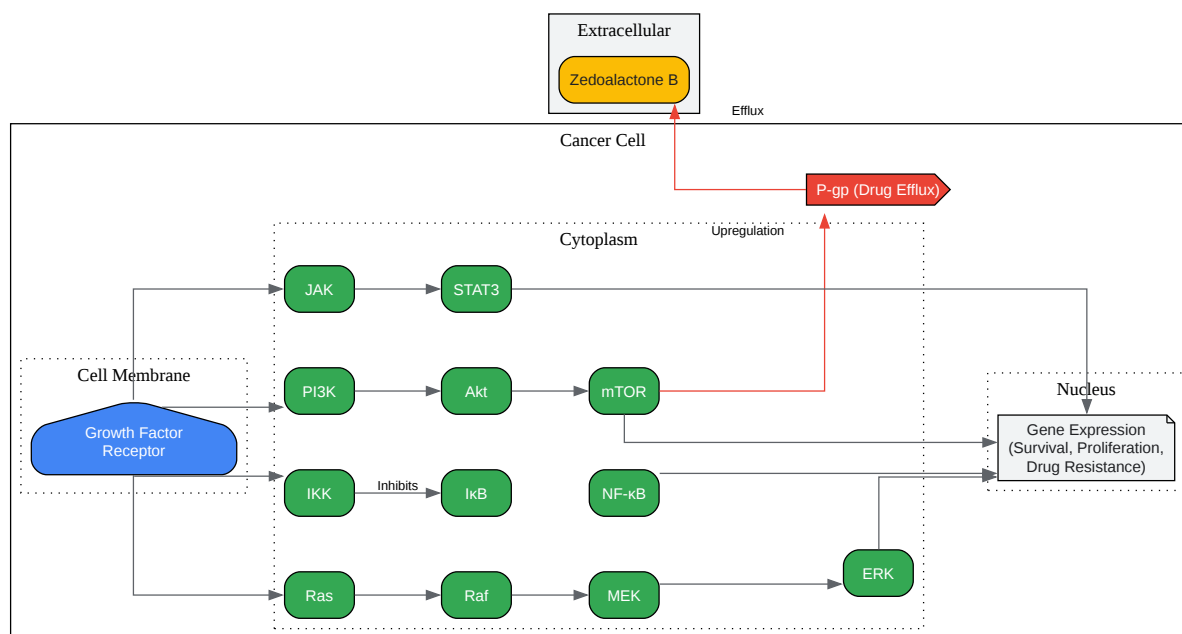 Extracellular
Zedoalactone B
Efflux
Cancer Cell
P-gp (Drug Efflux)
Upregulation
Cytoplasm
JAK
STAT3
Cell Membrane
PI3K
Akt
mTOR
Nucleus
Growth Factor
Receptor
Gene Expression
(Survival, Proliferation,
Drug Resistance)
IKK
Inhibits
IκB
NF-κB
ERK
Ras
Raf
MEK